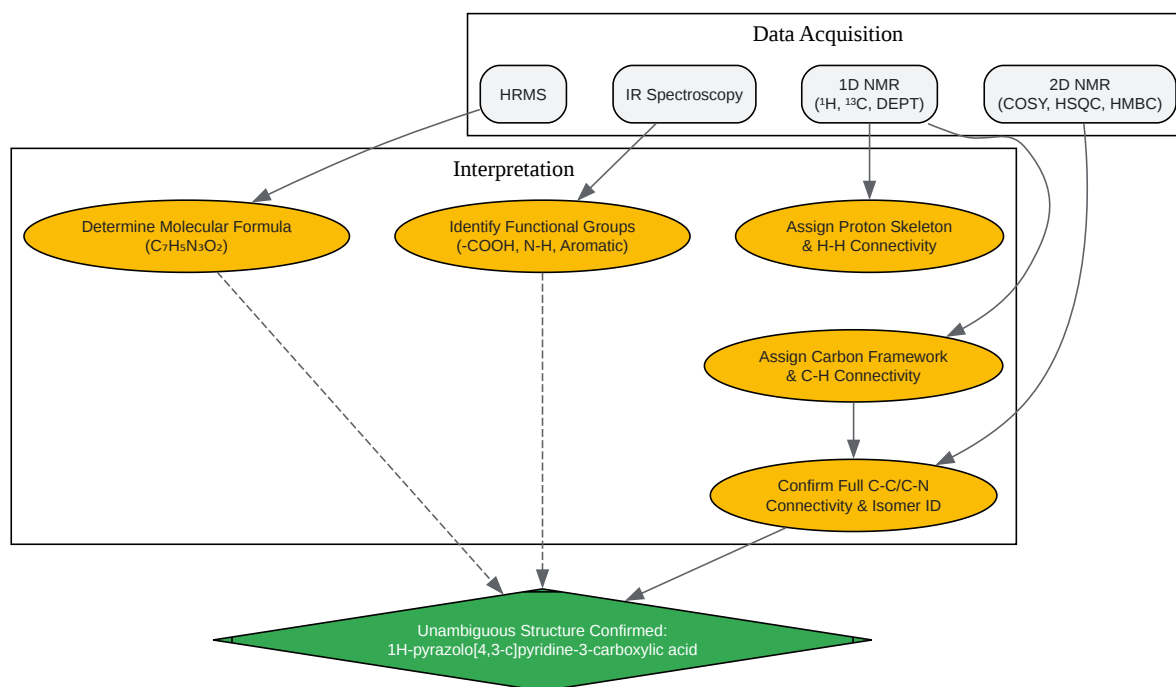 Data Acquisition
HRMS
IR Spectroscopy
1D NMR
(¹H, ¹³C, DEPT)
2D NMR
(COSY, HSQC, HMBC)
Interpretation
Determine Molecular Formula
(C₇H₅N₃O₂)
Identify Functional Groups
(-COOH, N-H, Aromatic)
Assign Proton Skeleton
& H-H Connectivity
Assign Carbon Framework
& C-H Connectivity
Confirm Full C-C/C-N
Connectivity & Isomer ID
Unambiguous Structure Confirmed:
1H-pyrazolo[4,3-c]pyridine-3-carboxylic acid